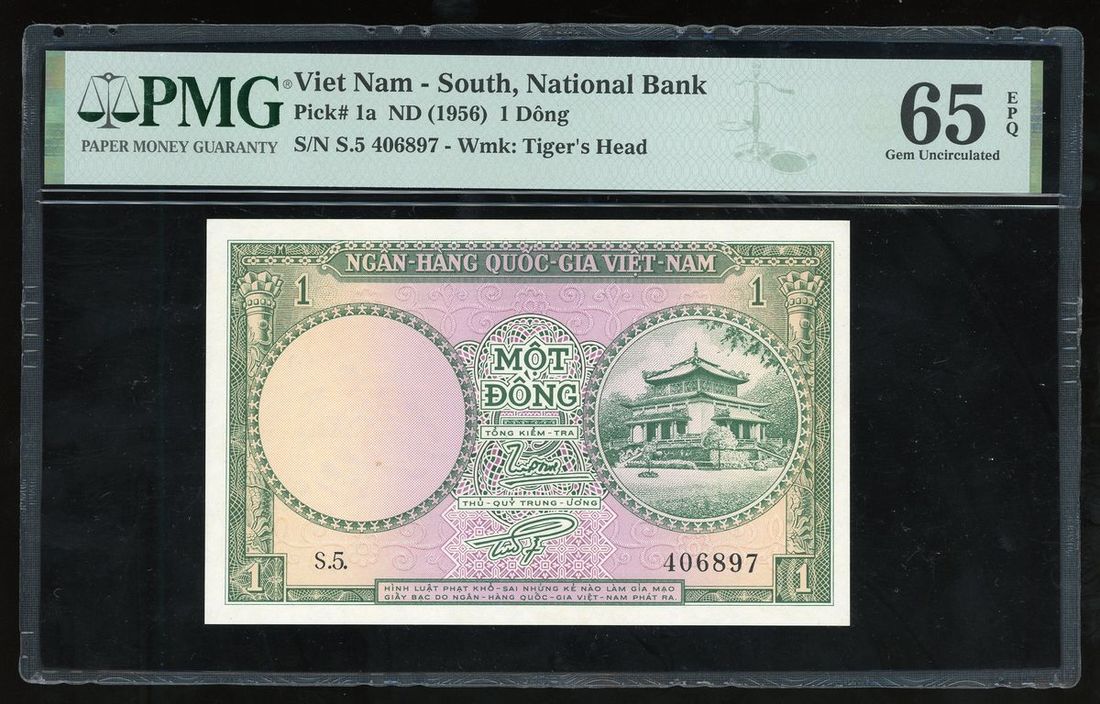 PMG®
PAPER MONEY GUARANTY
Viet Nam - South, National Bank
Pick# 1a ND (1956) 1 Dông
S/N S.5 406897 - Wmk: Tiger's Head
65 EPQ
Gem Uncirculated
NGÂN-HÀNG QUỐC-GIA VIỆT-NAM
1 1
MỘT
ĐỒNG
TỔNG KIỂM-TRA
THỦ-QUỸ TRUNG-ƯƠNG
S.5. 406897
1 1
HÌNH LUẬT PHẠT KHỔ-SAI NHỮNG KẺ NÀO LÀM GIẢ MẠO
GIẤY BẠC DO NGÂN-HÀNG QUỐC-GIA VIỆT-NAM PHÁT RA.